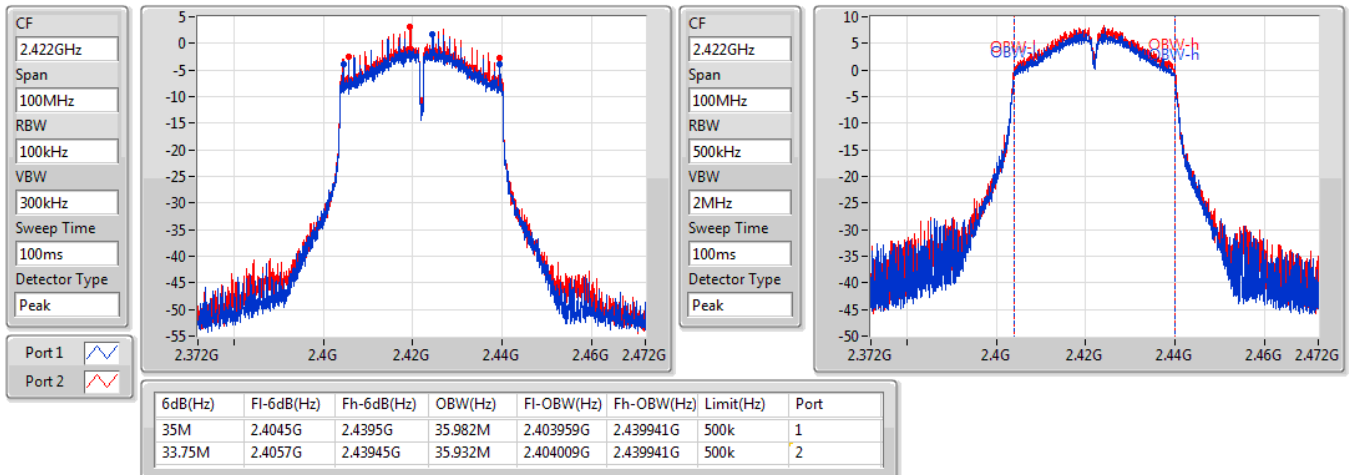 CF
2.422GHz
Span
100MHz
RBW
100kHz
VBW
300kHz
Sweep Time
100ms
Detector Type
Peak
Port 1
Port 2
5
0
-5
-10
-15
-20
-25
-30
-35
-40
-45
-50
-55
2.372G 2.4G 2.42G 2.44G 2.46G 2.472G
CF
2.422GHz
Span
100MHz
RBW
500kHz
VBW
2MHz
Sweep Time
100ms
Detector Type
Peak
10
5
0
-5
-10
-15
-20
-25
-30
-35
-40
-45
-50
OBW-l OBW-h
OBW-l OBW-h
2.372G 2.4G 2.42G 2.44G 2.46G 2.472G
6dB(Hz) Fl-6dB(Hz) Fh-6dB(Hz) OBW(Hz) Fl-OBW(Hz) Fh-OBW(Hz) Limit(Hz) Port
35M 2.4045G 2.4395G 35.982M 2.403959G 2.439941G 500k 1
33.75M 2.4057G 2.43945G 35.932M 2.404009G 2.439941G 500k 2